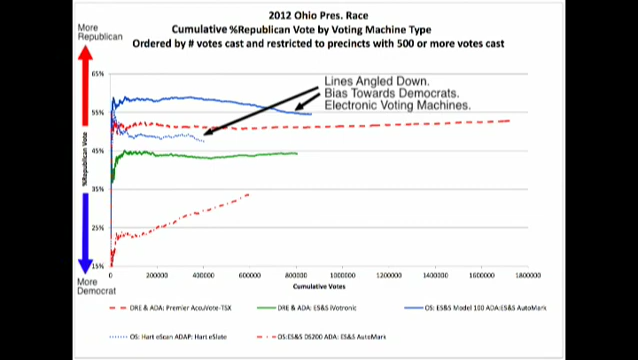 2012 Ohio Pres. Race
Cumulative %Republican Vote by Voting Machine Type
Ordered by # votes cast and restricted to precincts with 500 or more votes cast
More
Republican
Lines Angled Down.
Bias Towards Democrats.
Electronic Voting Machines.
65%
55%
45%
35%
25%
15%
%Republican Vote
More
Democrat
0
200000
400000
600000
800000
1000000
1200000
1400000
1600000
1800000
Cumulative Votes
DRE & ADA: Premier AccuVote-TSX
DRE & ADA: ES&S iVotronic
OS: ES&S Model 100 ADA:ES&S AutoMark
OS: Hart eScan ADAP: Hart eSlate
OS:ES&S DS200 ADA: ES&S AutoMark